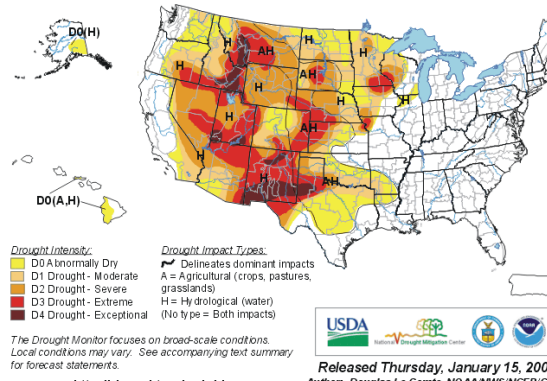 D0(H)
H
H
AH
H
H
H
AH
H
H
H
H
AH
H
H
AH
D0(A,H)
Drought Intensity:
D0 Abnormally Dry
D1 Drought - Moderate
D2 Drought - Severe
D3 Drought - Extreme
D4 Drought - Exceptional
Drought Impact Types:
Delineates dominant impacts
A = Agricultural (crops, pastures,
grasslands)
H = Hydrological (water)
(No type = Both impacts)
The Drought Monitor focuses on broad-scale conditions.
Local conditions may vary. See accompanying text summary
for forecast statements.
USDA
National Drought Mitigation Center
Released Thursday, January 15, 200